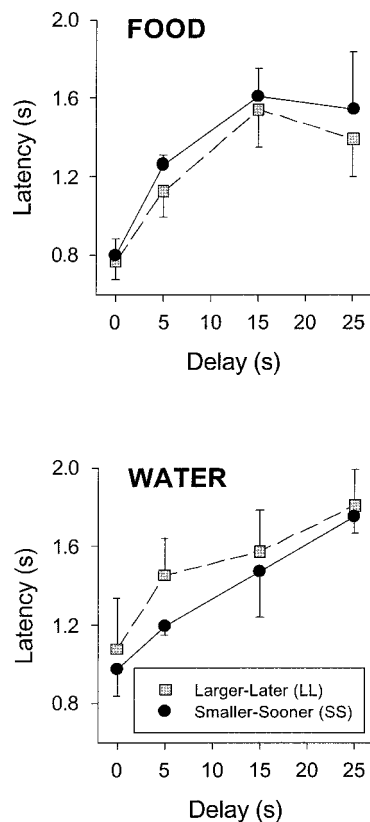 FOOD
2.0
1.6
1.2
0.8
Latency (s)
0 5 10 15 20 25
Delay (s)
WATER
2.0
1.6
1.2
0.8
Latency (s)
Larger-Later (LL)
Smaller-Sooner (SS)
0 5 10 15 20 25
Delay (s)